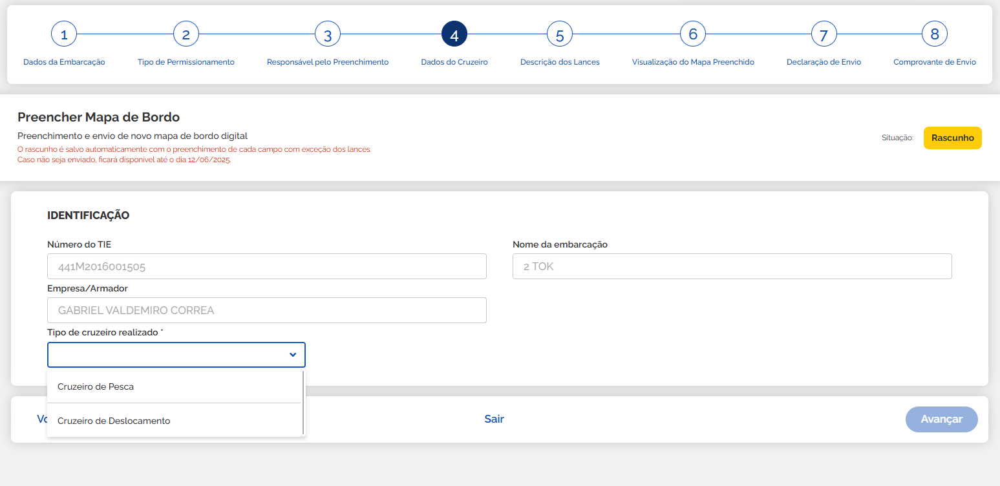 1
2
3
4
5
6
7
8
Dados da Embarcação
Tipo de Permissionamento
Responsável pelo Preenchimento
Dados do Cruzeiro
Descrição dos Lances
Visualização do Mapa Preenchido
Declaração de Envio
Comprovante de Envio
Preencher Mapa de Bordo
Preenchimento e envio de novo mapa de bordo digital
O rascunho é salvo automaticamente com o preenchimento de cada campo com exceção dos lances.
Caso não seja enviado, ficará disponível até o dia 12/06/2025.
Situação:
Rascunho
IDENTIFICAÇÃO
Número do TIE
Nome da embarcação
441M2016001505
2 TOK
Empresa/Armador
GABRIEL VALDEMIRO CORREA
Tipo de cruzeiro realizado *
Cruzeiro de Pesca
Cruzeiro de Deslocamento
Sair
Avançar